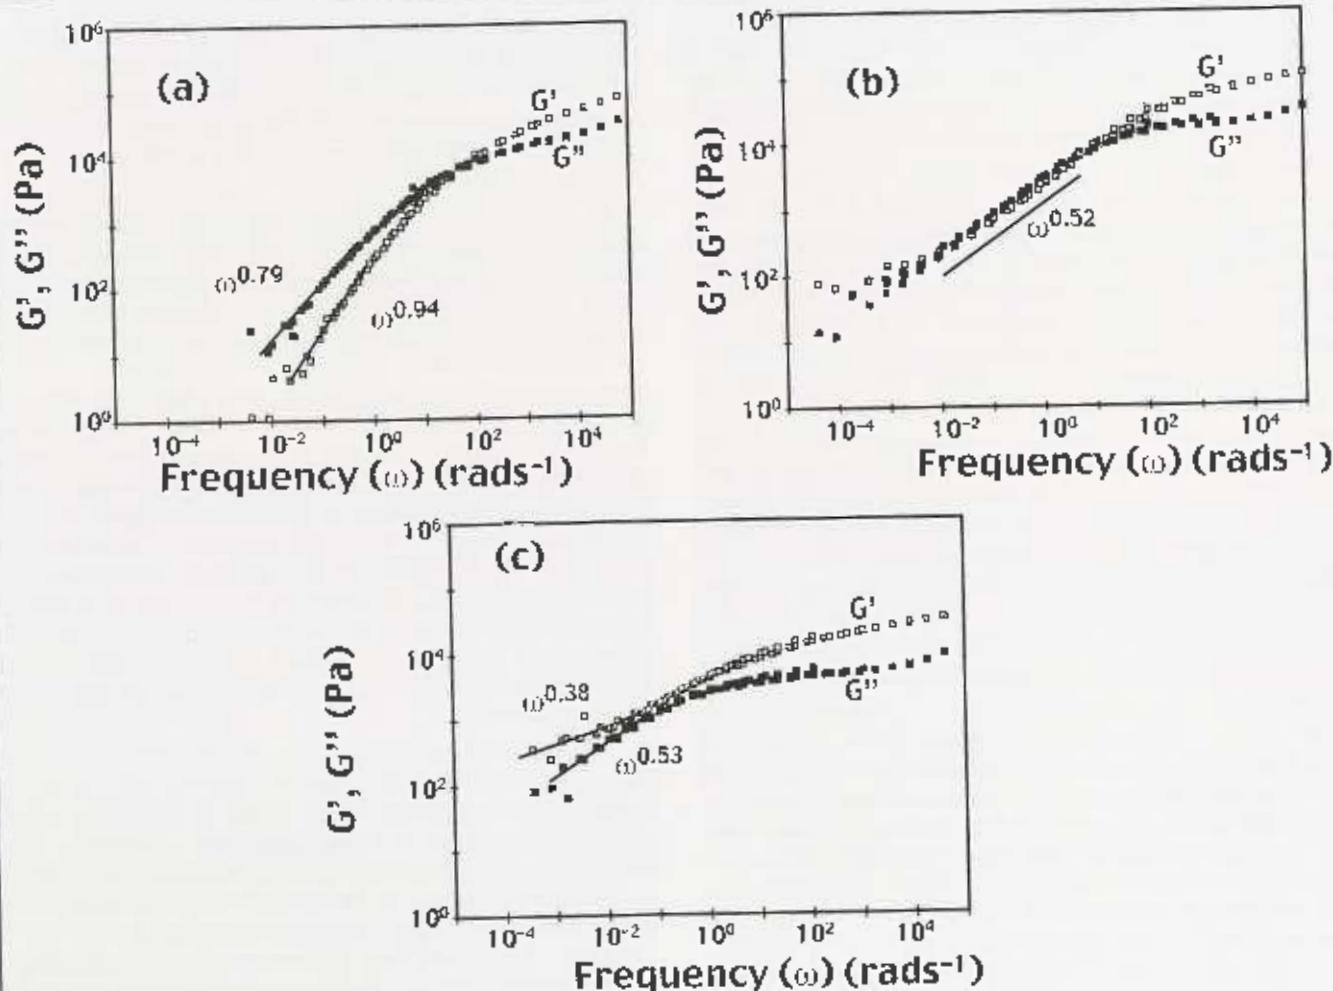 (a)
G', G" (Pa)
10⁶
10⁴
10²
10⁰
G'
G"
ω0.79
ω0.94
10⁻⁴ 10⁻² 10⁰ 10² 10⁴
Frequency (ω) (rads⁻¹)
(b)
G', G" (Pa)
10⁶
10⁴
10²
10⁰
G'
G"
ω0.52
10⁻⁴ 10⁻² 10⁰ 10² 10⁴
Frequency (ω) (rads⁻¹)
(c)
G', G" (Pa)
10⁶
10⁴
10²
10⁰
G'
G"
ω0.38
ω0.53
10⁻⁴ 10⁻² 10⁰ 10² 10⁴
Frequency (ω) (rads⁻¹)